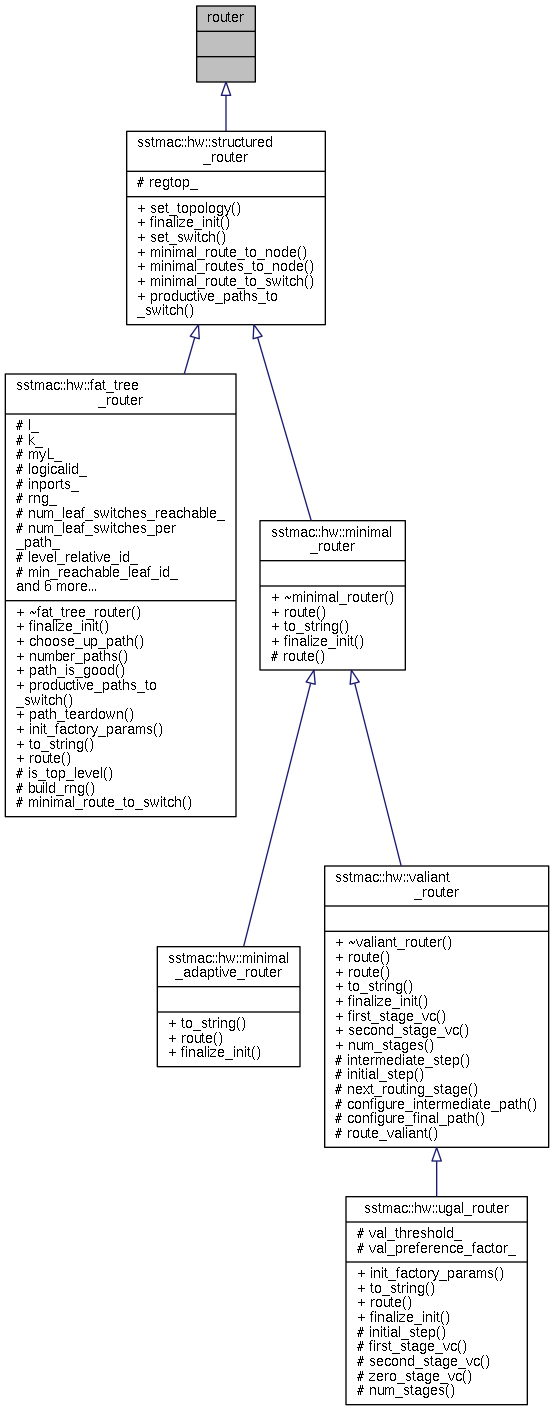 router
sstmac::hw::structured
_router
# regtop_
+ set_topology()
+ finalize_init()
+ set_switch()
+ minimal_route_to_node()
+ minimal_routes_to_node()
+ minimal_route_to_switch()
+ productive_paths_to
_switch()
sstmac::hw::fat_tree
_router
# l_
# k_
# myL_
# logicalid_
# inports_
# rng_
# num_leaf_switches_reachable_
# num_leaf_switches_per
_path_
# level_relative_id_
# min_reachable_leaf_id_
and 6 more...
+ ~fat_tree_router()
+ finalize_init()
+ choose_up_path()
+ number_paths()
+ path_is_good()
+ productive_paths_to
_switch()
+ path_teardown()
+ init_factory_params()
+ to_string()
+ route()
# is_top_level()
# build_rng()
# minimal_route_to_switch()
sstmac::hw::minimal
_router
+ ~minimal_router()
+ route()
+ to_string()
+ finalize_init()
# route()
sstmac::hw::minimal
_adaptive_router
+ to_string()
+ route()
+ finalize_init()
sstmac::hw::valiant
_router
+ ~valiant_router()
+ route()
+ route()
+ to_string()
+ finalize_init()
+ first_stage_vc()
+ second_stage_vc()
+ num_stages()
# intermediate_step()
# initial_step()
# next_routing_stage()
# configure_intermediate_path()
# configure_final_path()
# route_valiant()
sstmac::hw::ugal_router
# val_threshold_
# val_preference_factor_
+ init_factory_params()
+ to_string()
+ route()
+ finalize_init()
# initial_step()
# first_stage_vc()
# second_stage_vc()
# zero_stage_vc()
# num_stages()